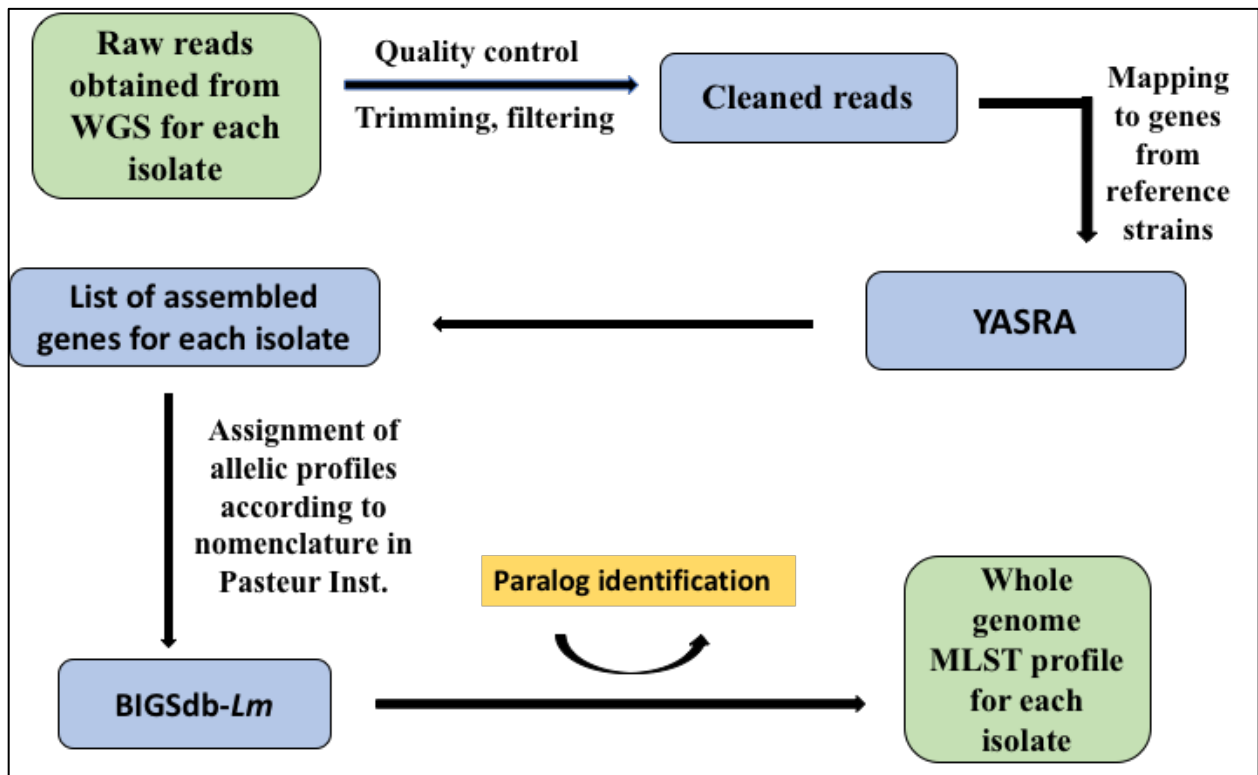 Raw reads
obtained from
WGS for each
isolate
Quality control
Trimming, filtering
Cleaned reads
Mapping
to genes
from
reference
strains
YASRA
List of assembled
genes for each isolate
Assignment of
allelic profiles
according to
nomenclature in
Pasteur Inst.
BIGSdb-Lm
Paralog identification
Whole
genome
MLST profile
for each
isolate